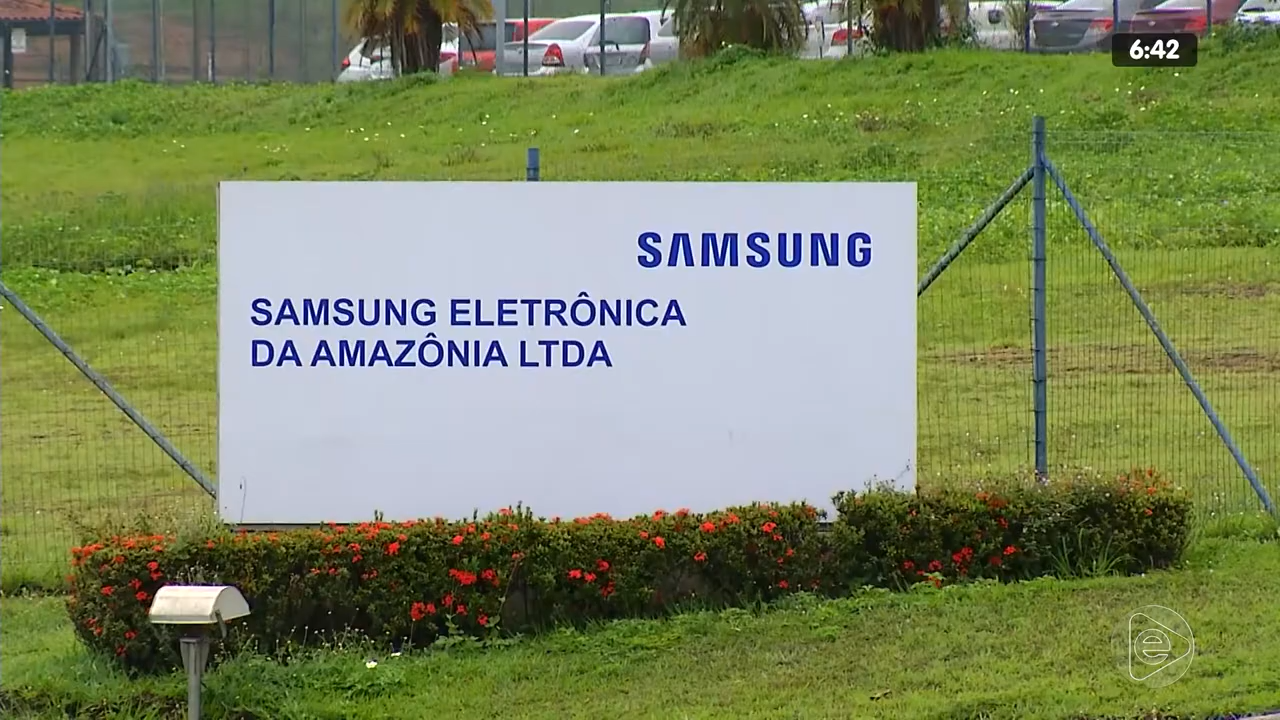 6:42
SAMSUNG
SAMSUNG ELETRÔNICA
DA AMAZÔNIA LTDA
e